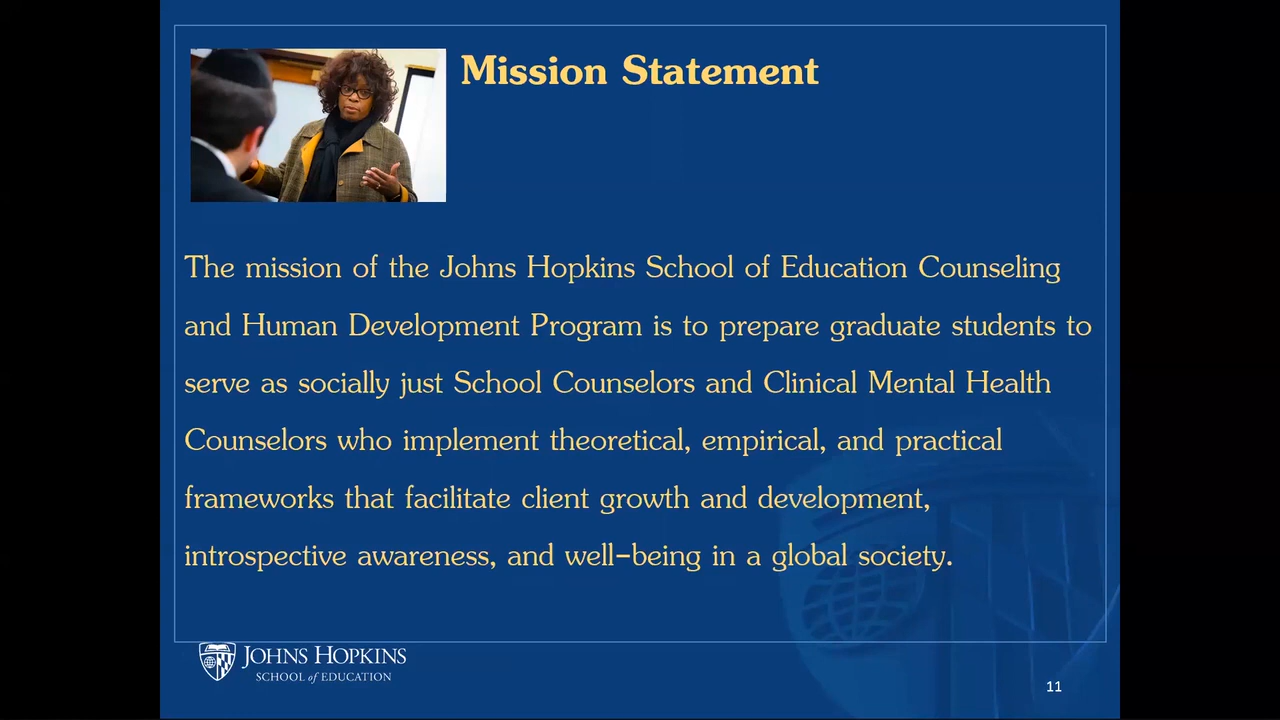 Mission Statement
The mission of the Johns Hopkins School of Education Counseling
and Human Development Program is to prepare graduate students to
serve as socially just School Counselors and Clinical Mental Health
Counselors who implement theoretical, empirical, and practical
frameworks that facilitate client growth and development,
introspective awareness, and well-being in a global society.
JOHNS HOPKINS
SCHOOL of EDUCATION
11